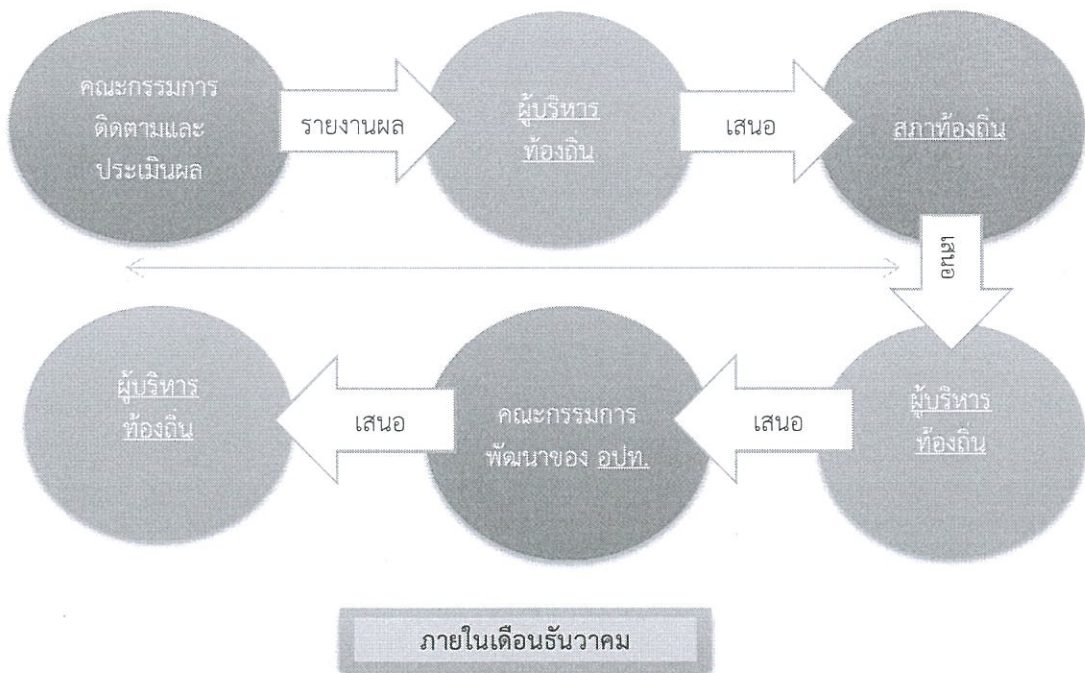 คณะกรรมการ
ติดตามและ
ประเมินผล
รายงานผล
ผู้บริหาร
ท้องถิ่น
เสนอ
สภาท้องถิ่น
เสนอ
ผู้บริหาร
ท้องถิ่น
เสนอ
คณะกรรมการ
พัฒนาของ อปท.
เสนอ
ผู้บริหาร
ท้องถิ่น
ภายในเดือนธันวาคม